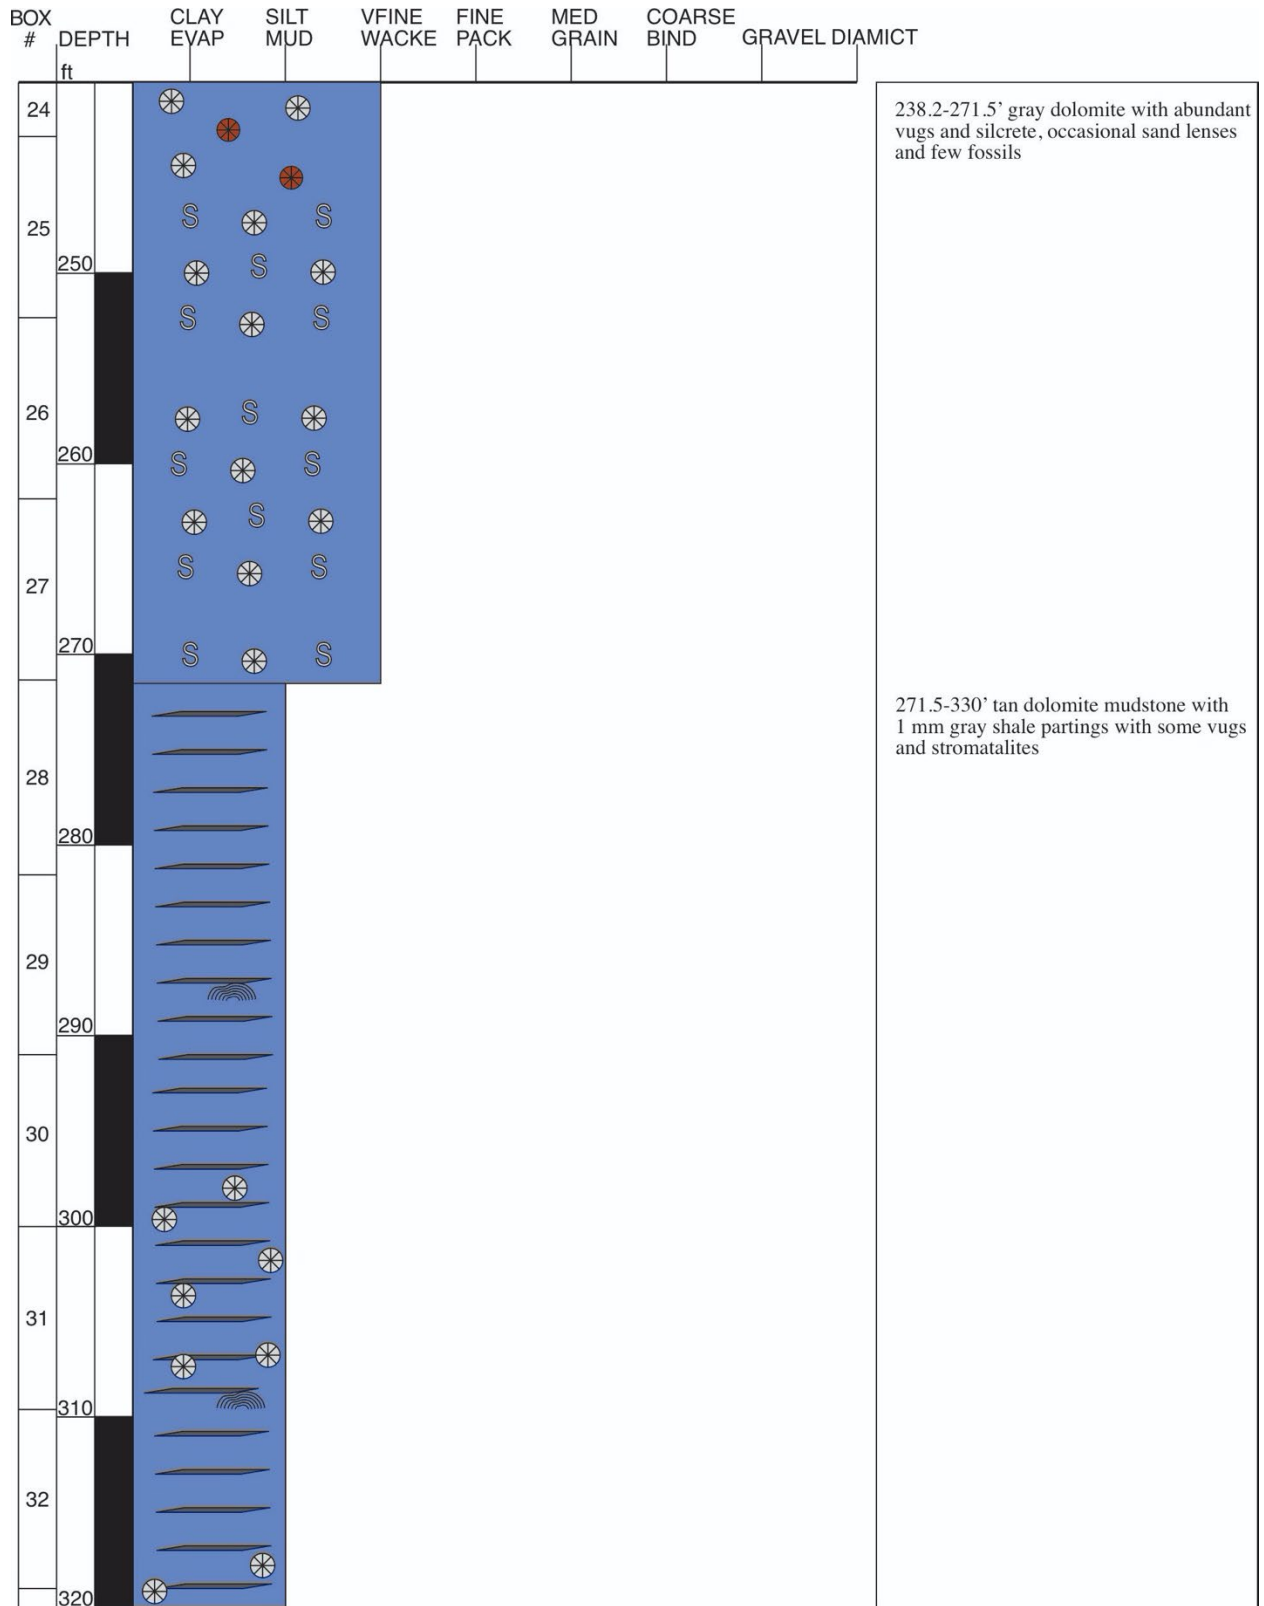 BOX CLAY SILT VFINE FINE MED COARSE
# DEPTH EVAP MUD WACKE PACK GRAIN BIND GRAVEL DIAMICT
ft
24
238.2-271.5’ gray dolomite with abundant
vugs and silcrete, occasional sand lenses
and few fossils
S S
25
250 S
S S
26 S
260 S S
S
S S
27
270 S S
271.5-330’ tan dolomite mudstone with
1 mm gray shale partings with some vugs
and stromatalites
28
280
29
290
30
300
31
310
32
320